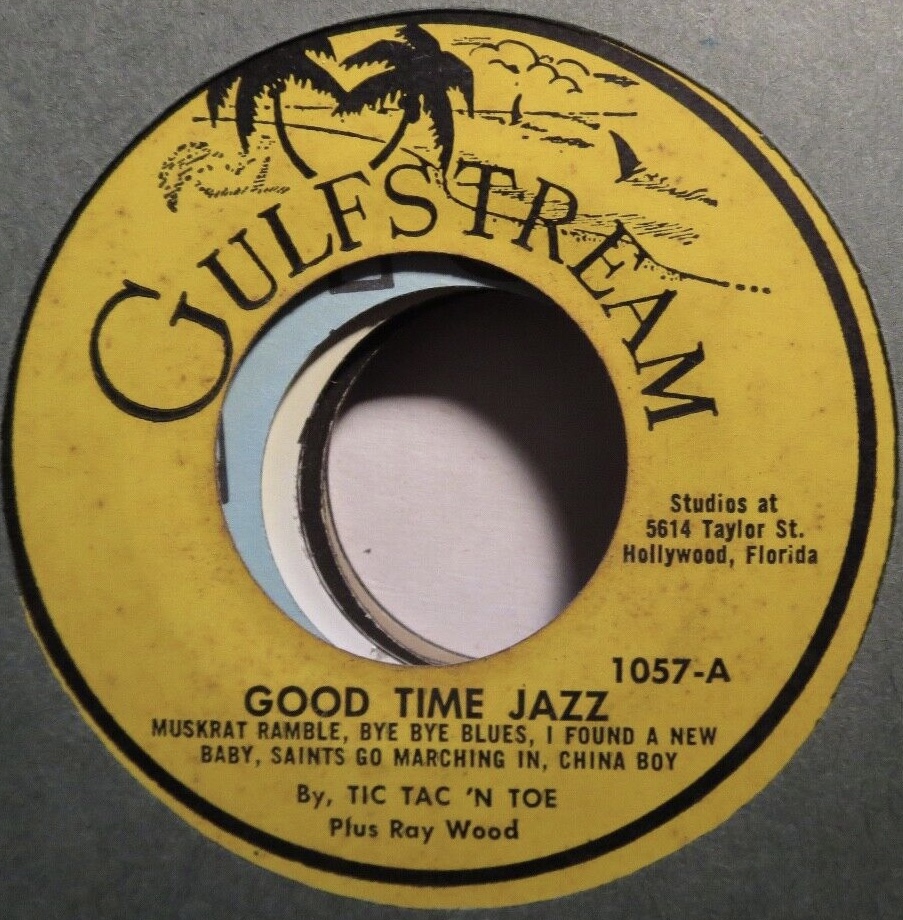 GULFSTREAM
Studios at
5614 Taylor St.
Hollywood, Florida
1057-A
GOOD TIME JAZZ
MUSKRAT RAMBLE, BYE BYE BLUES, I FOUND A NEW
BABY, SAINTS GO MARCHING IN, CHINA BOY
By, TIC TAC 'N TOE
Plus Ray Wood